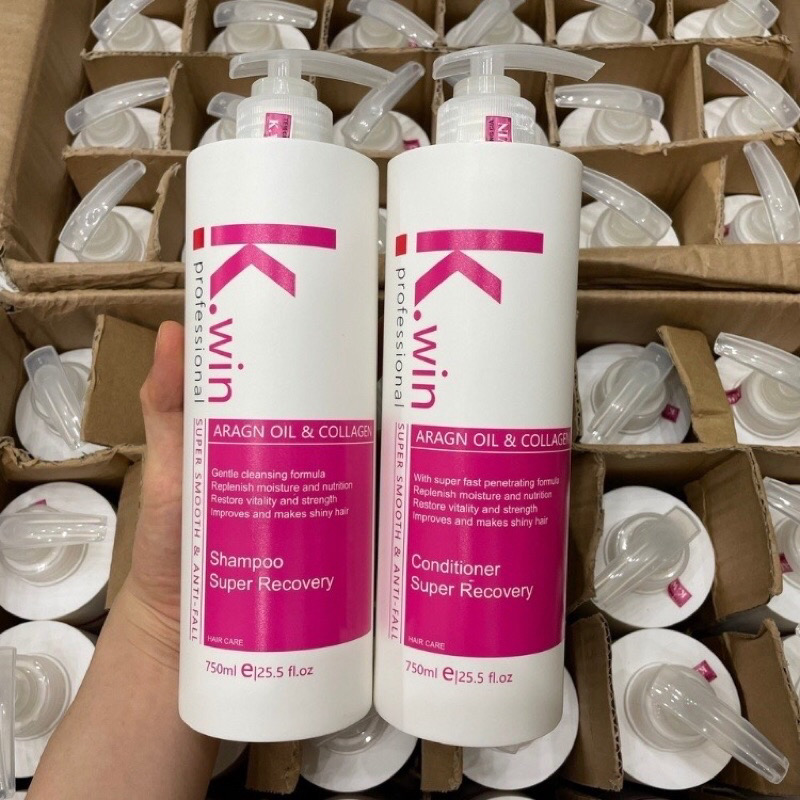 K.win
professional
ARAGN OIL & COLLAGEN
SUPER SMOOTH & ANTI-FALL
Gentle cleansing formula
Replenish moisture and nutrition
Restore vitality and strength
Improves and makes shiny hair
Shampoo
Super Recovery
HAIR CARE
750ml e|25.5 fl.oz
K.win
professional
ARAGN OIL & COLLAGEN
SUPER SMOOTH & ANTI-FALL
With super fast penetrating formula
Replenish moisture and nutrition
Restore vitality and strength
Improves and makes shiny hair
Conditioner
Super Recovery
HAIR CARE
750ml e|25.5 fl.oz